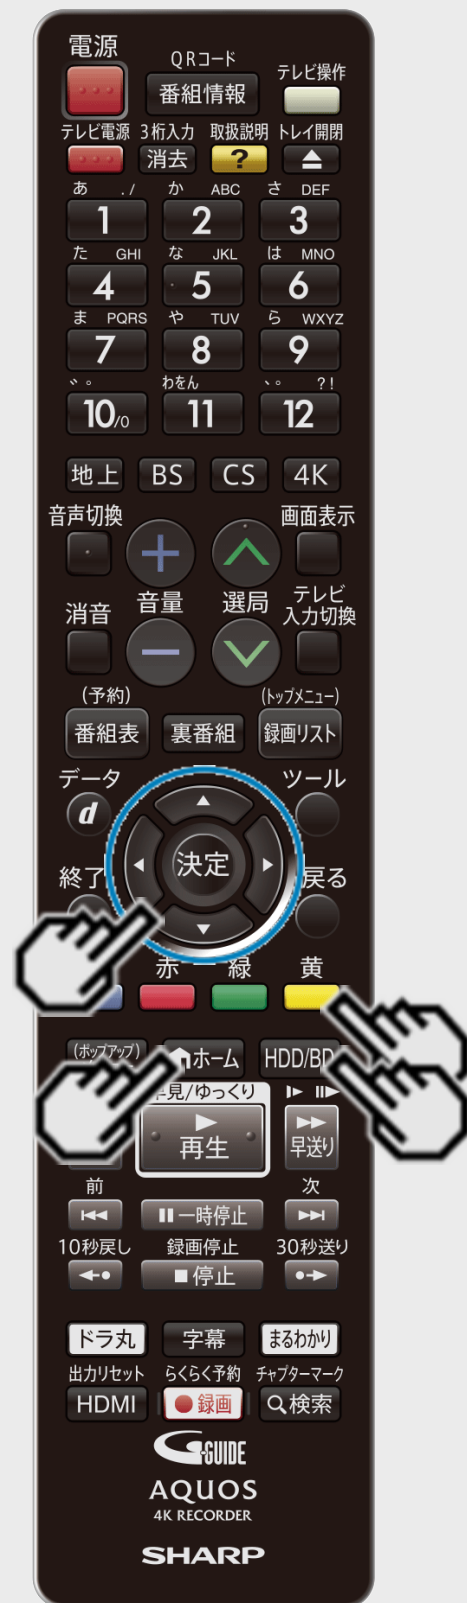 電源
QRコード
番組情報
テレビ操作
テレビ電源 3桁入力 取扱説明 トレイ開閉
消去 ?
あ ./ か ABC さ DEF
1 2 3
た GHI な JKL は MNO
4 5 6
ま PQRS や TUV ら WXYZ
7 8 9
゛゜ わをん 、。 ?!
10/0 11 12
地上 BS CS 4K
音声切換 画面表示
消音 音量 選局 テレビ
入力切換
(予約) (トップメニュー)
番組表 裏番組 録画リスト
データ ツール
d
決定
終了 戻る
赤 緑 黄
(ポップアップ)
ホーム HDD/BD
早見/ゆっくり
再生 早送り
前 次
一時停止
10秒戻し 録画停止 30秒送り
停止
ドラ丸 字幕 まるわかり
出力リセット らくらく予約 チャプターマーク
HDMI 録画 検索
G-GUIDE
AQUOS
4K RECORDER
SHARP